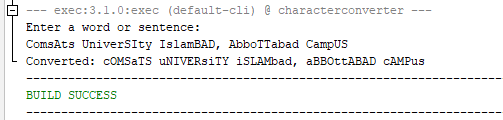 --- exec:3.1.0:exec (default-cli) @ characterconverter ---
Enter a word or sentence:
ComsAts UniverSIty IslamBAD, AbboTTabad CampUS
Converted: cOMSaTS uNIVERsiTY iSLAMbad, aBBOttABAD cAMPus
------------------------------------------------------------------------
BUILD SUCCESS
------------------------------------------------------------------------